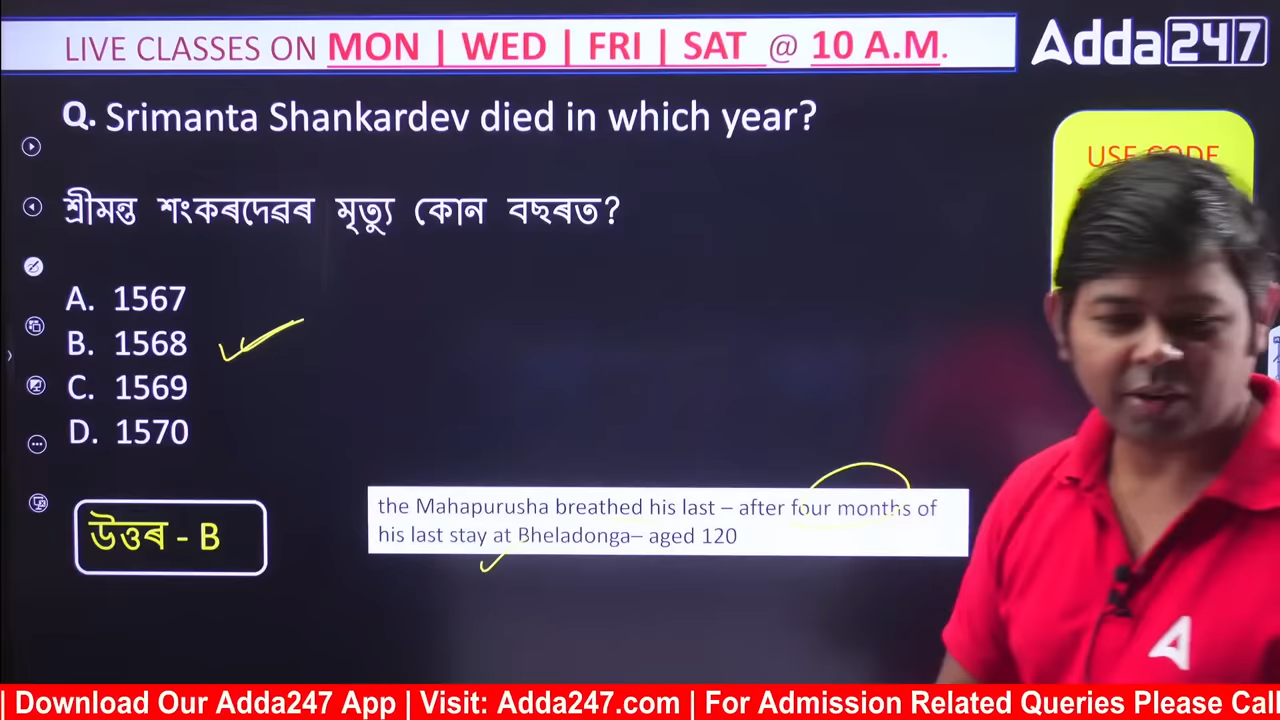 LIVE CLASSES ON MON | WED | FRI | SAT @ 10 A.M.
Adda247
Q. Srimanta Shankardev died in which year?
USE CODE
শ্ৰীমন্ত শংকৰদেৱৰ মৃত্যু কোন বছৰত?
A. 1567
B. 1568
C. 1569
D. 1570
the Mahapurusha breathed his last – after four months of
his last stay at Bheladonga– aged 120
উত্তৰ - B
| Download Our Adda247 App | Visit: Adda247.com | For Admission Related Queries Please Call